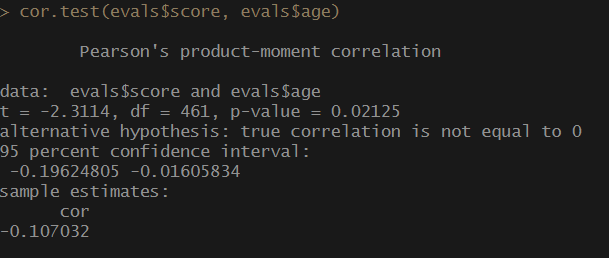 > cor.test(evals$score, evals$age)
Pearson's product-moment correlation
data:  evals$score and evals$age
t = -2.3114, df = 461, p-value = 0.02125
alternative hypothesis: true correlation is not equal to 0
95 percent confidence interval:
-0.19624805 -0.01605834
sample estimates:
cor
-0.107032